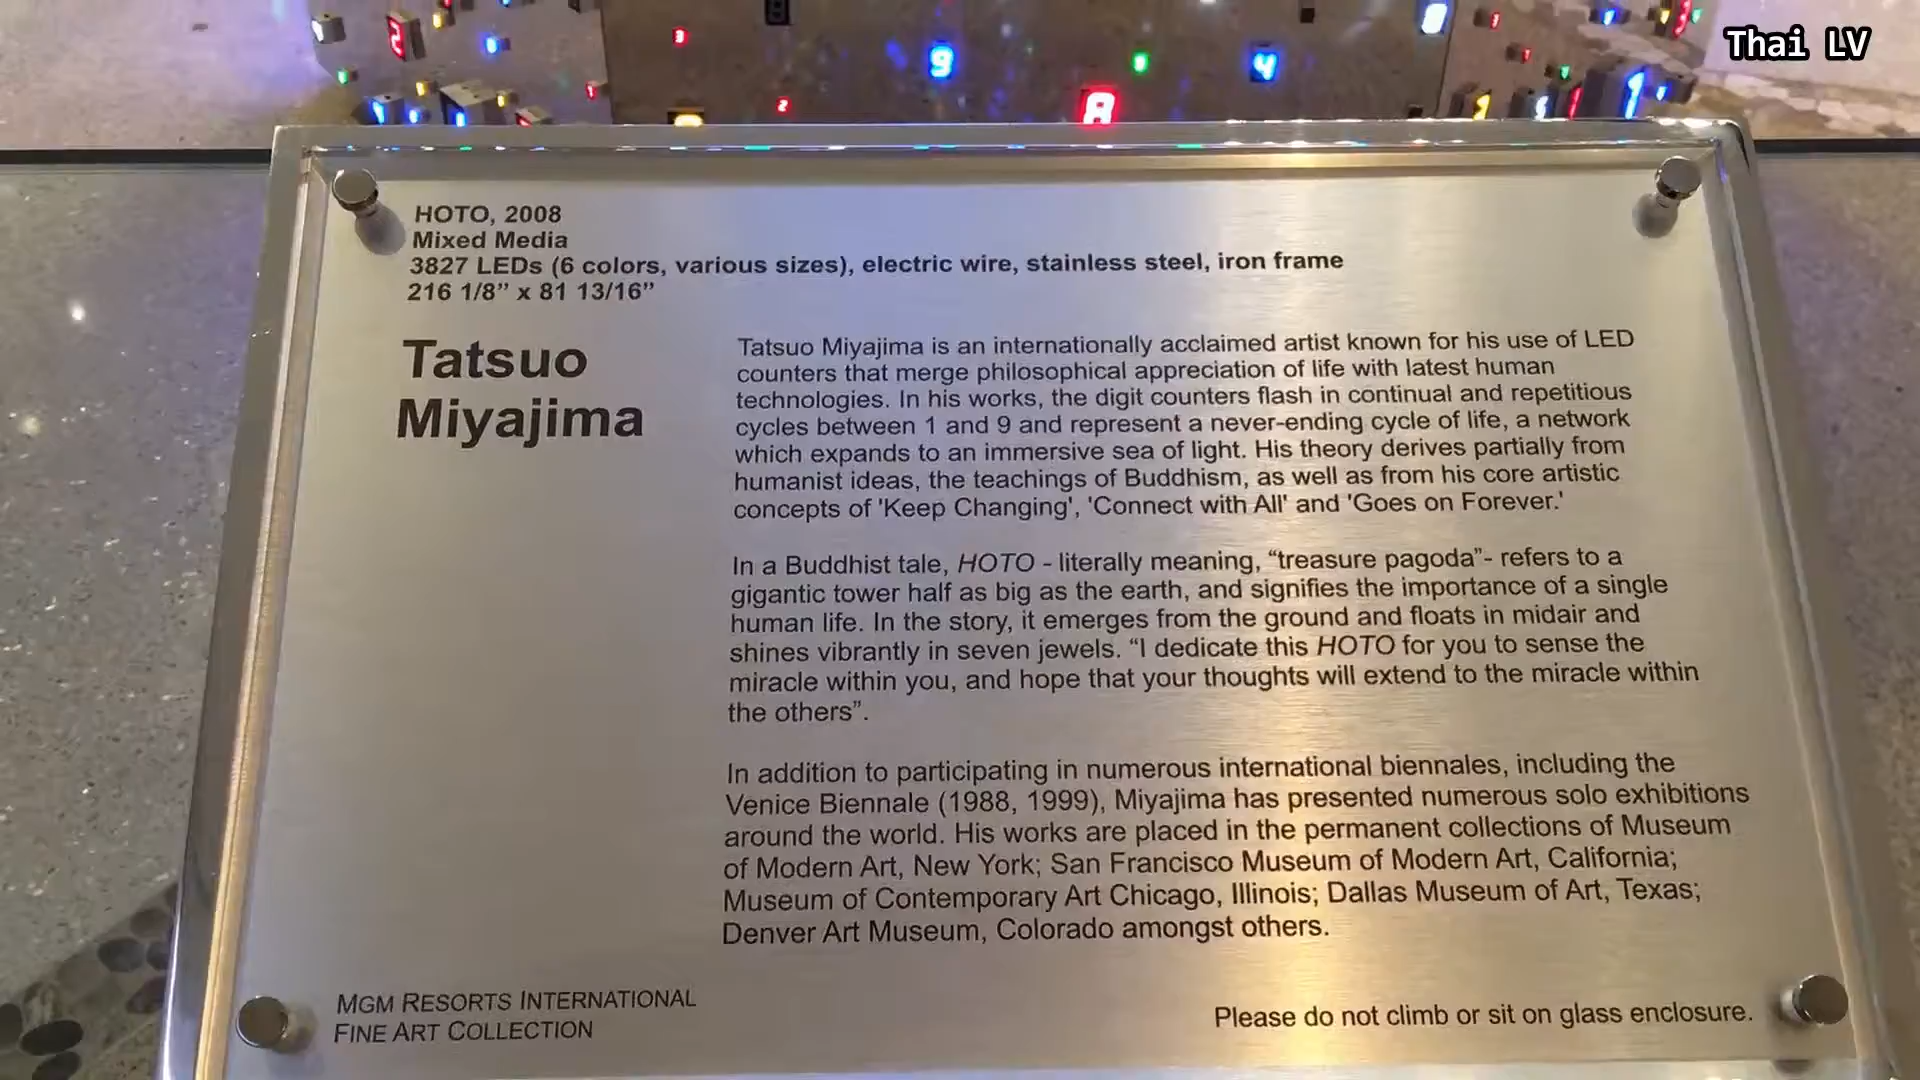 Thai LV
HOTO, 2008
Mixed Media
3827 LEDs (6 colors, various sizes), electric wire, stainless steel, iron frame
216 1/8” x 81 13/16”
Tatsuo
Miyajima
Tatsuo Miyajima is an internationally acclaimed artist known for his use of LED
counters that merge philosophical appreciation of life with latest human
technologies. In his works, the digit counters flash in continual and repetitious
cycles between 1 and 9 and represent a never-ending cycle of life, a network
which expands to an immersive sea of light. His theory derives partially from
humanist ideas, the teachings of Buddhism, as well as from his core artistic
concepts of 'Keep Changing', 'Connect with All' and 'Goes on Forever.'
In a Buddhist tale, HOTO - literally meaning, “treasure pagoda”- refers to a
gigantic tower half as big as the earth, and signifies the importance of a single
human life. In the story, it emerges from the ground and floats in midair and
shines vibrantly in seven jewels. “I dedicate this HOTO for you to sense the
miracle within you, and hope that your thoughts will extend to the miracle within
the others”.
In addition to participating in numerous international biennales, including the
Venice Biennale (1988, 1999), Miyajima has presented numerous solo exhibitions
around the world. His works are placed in the permanent collections of Museum
of Modern Art, New York; San Francisco Museum of Modern Art, California;
Museum of Contemporary Art Chicago, Illinois; Dallas Museum of Art, Texas;
Denver Art Museum, Colorado amongst others.
MGM RESORTS INTERNATIONAL
FINE ART COLLECTION
Please do not climb or sit on glass enclosure.